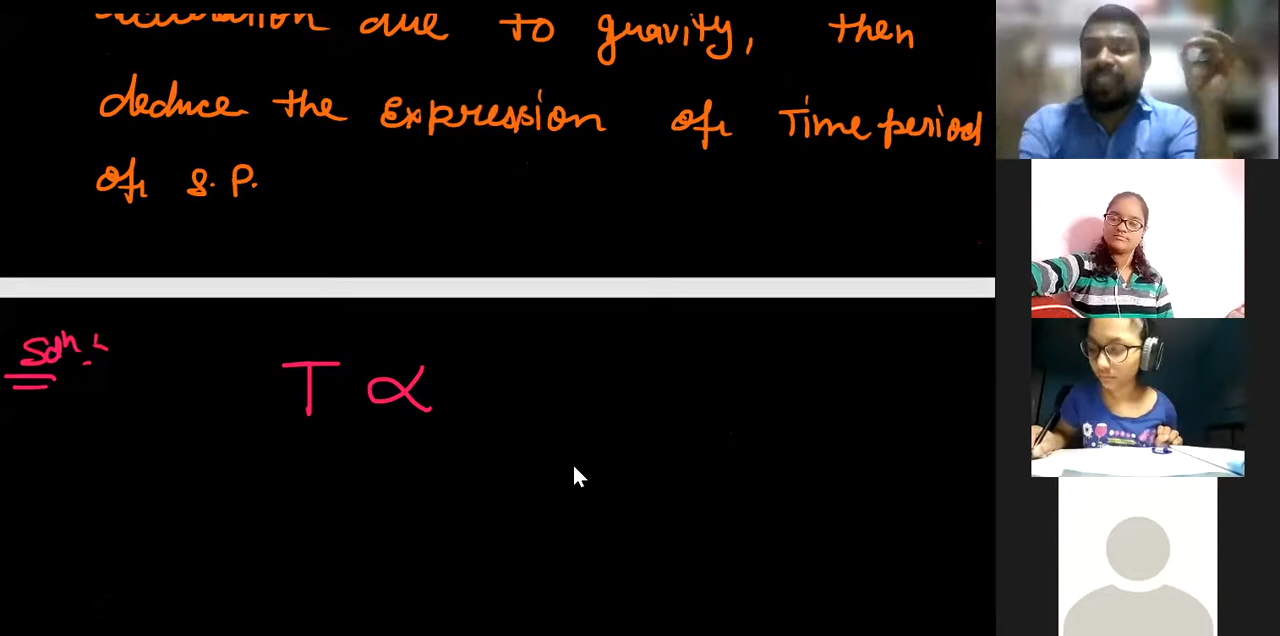 due to gravity, then
deduce the Expression of Time period
of S.P.
Soln:
T ∝